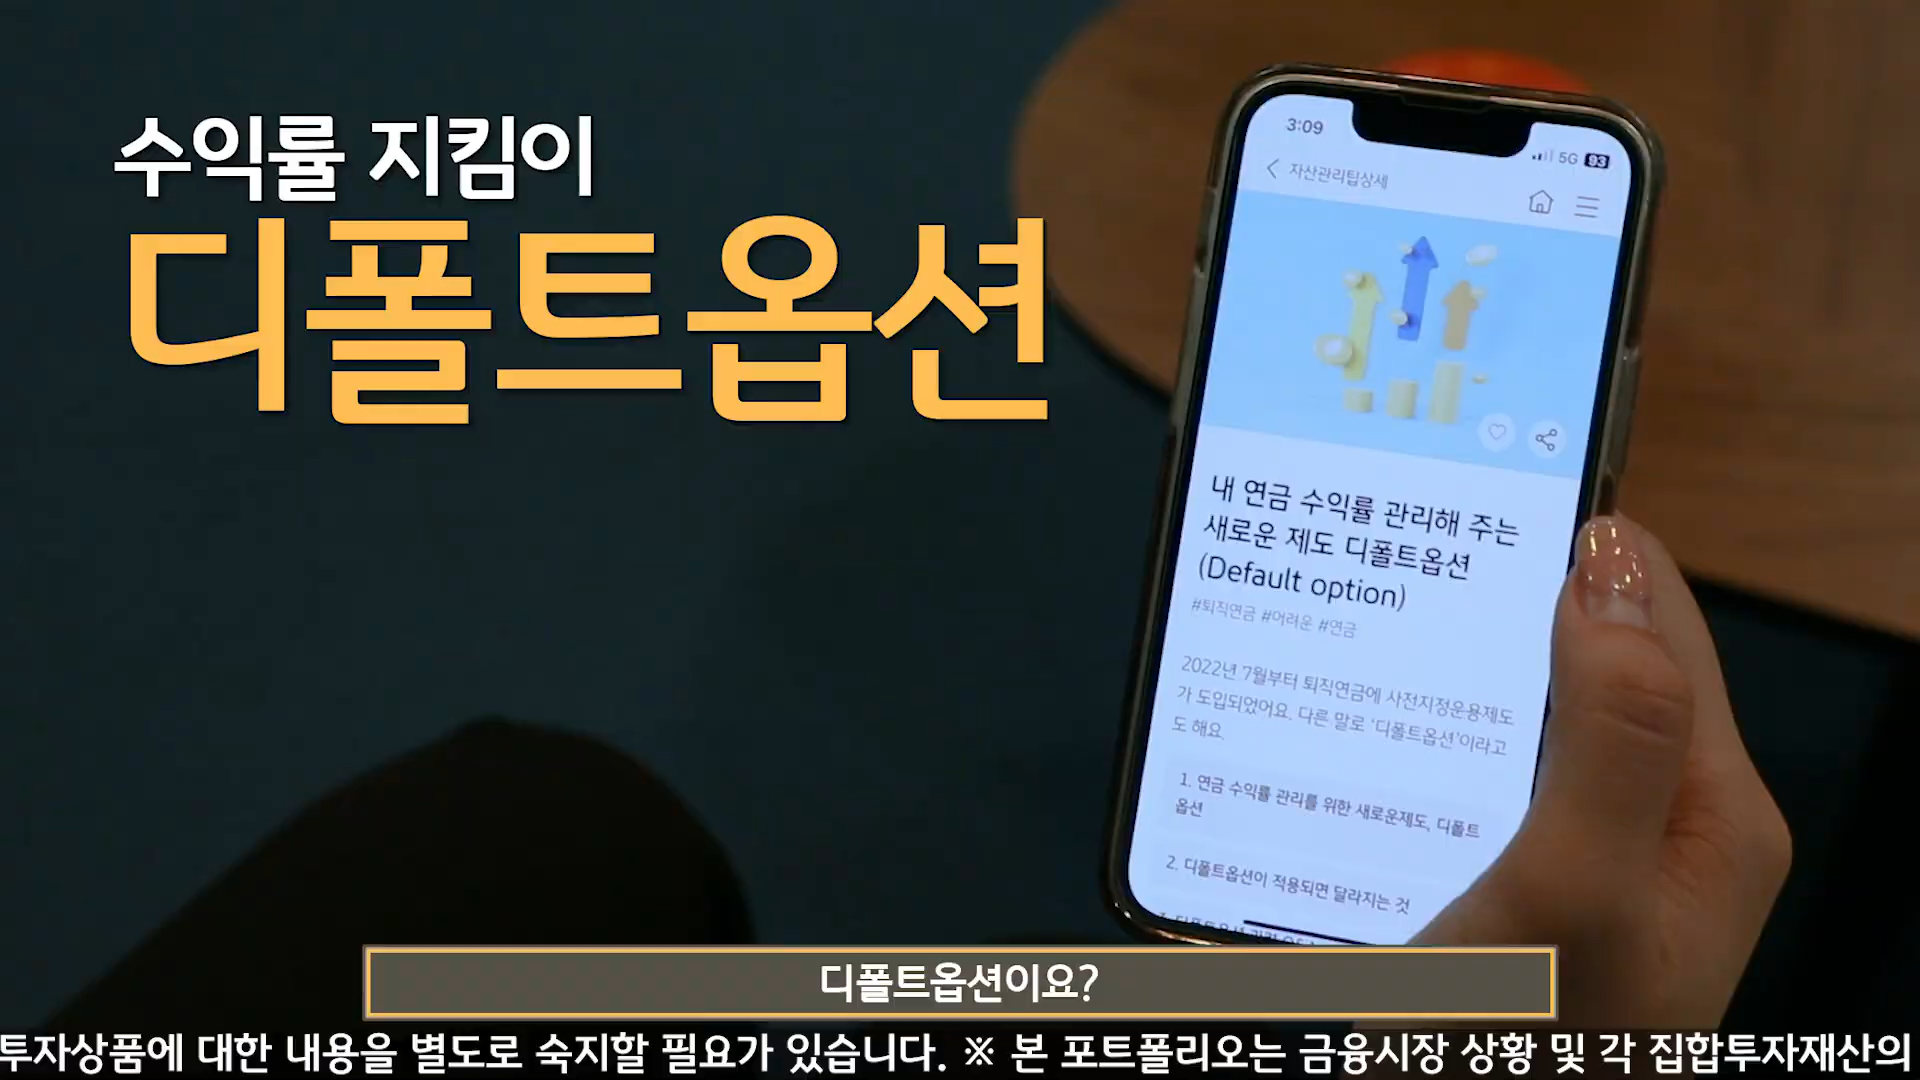 수익률 지킴이
디폴트옵션
3:09
5G 93
자산관리팁상세
내 연금 수익률 관리해 주는
새로운 제도 디폴트옵션
(Default option)
#퇴직연금 #어려운 #연금
2022년 7월부터 퇴직연금에 사전지정운용제도
가 도입되었어요. 다른 말로 '디폴트옵션'이라고
도 해요.
1. 연금 수익률 관리를 위한 새로운제도, 디폴트
옵션
2. 디폴트옵션이 적용되면 달라지는 것
디폴트옵션이요?
투자상품에 대한 내용을 별도로 숙지할 필요가 있습니다. ※ 본 포트폴리오는 금융시장 상황 및 각 집합투자재산의